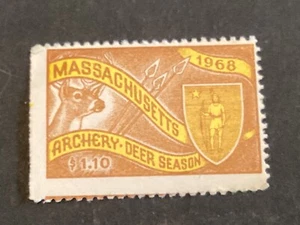 MASSACHUSETTS
1968
ARCHERY · DEER SEASON
$1.10